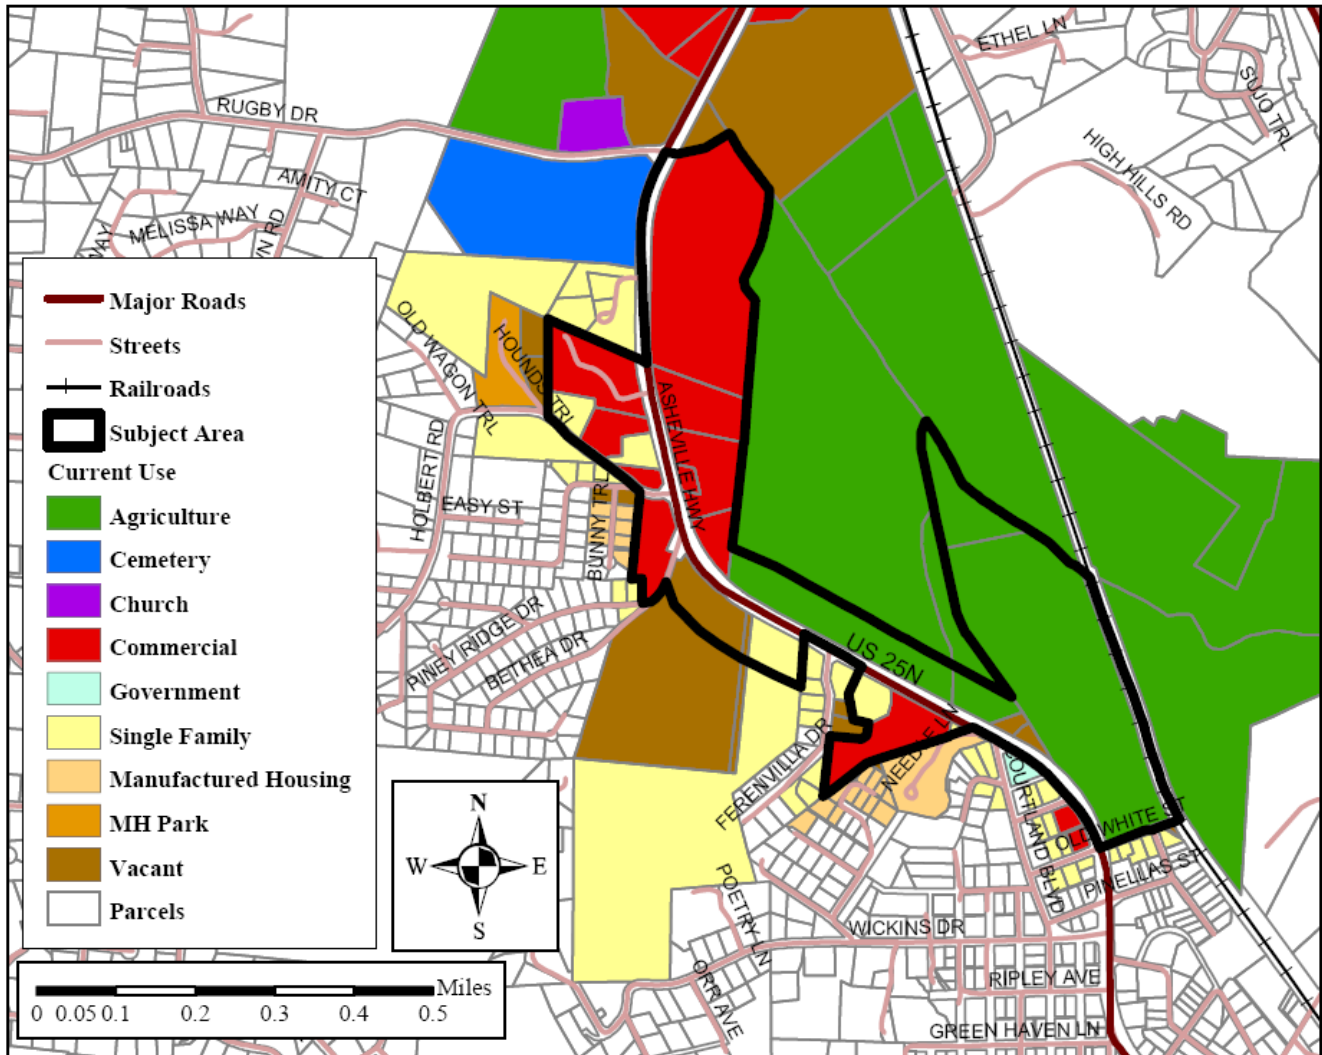 ETHEL LN
SUJO TRL
RUGBY DR
HIGH HILLS RD
AMITY CT
MELISSA WAY
WAY
WN RD
Major Roads
Streets
Railroads
Subject Area
Current Use
Agriculture
Cemetery
Church
Commercial
Government
Single Family
Manufactured Housing
MH Park
Vacant
Parcels
OLD WAGON TRL
HOUNDS TRL
ASHEVILLE HWY
HOLBERT RD
EASY ST
BUNNY TRL
PINEY RIDGE DR
BETHEA DR
US 25N
FERENVILLA DR
NEEDLE LN
COURTLAND BLVD
OLD WHITE ST
PINELLAS ST
POETRY LN
WICKINS DR
ORR AVE
RIPLEY AVE
GREEN HAVEN LN
N
W E
S
Miles
0 0.05 0.1 0.2 0.3 0.4 0.5